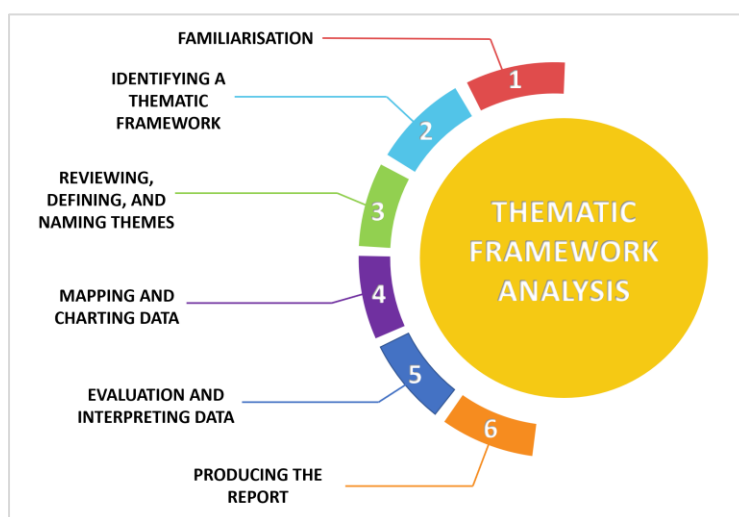 FAMILIARISATION
1
IDENTIFYING A
THEMATIC
FRAMEWORK
2
REVIEWING,
DEFINING, AND
NAMING THEMES
3
MAPPING AND
CHARTING DATA
4
EVALUATION AND
INTERPRETING DATA
5
PRODUCING THE
REPORT
6
THEMATIC
FRAMEWORK
ANALYSIS